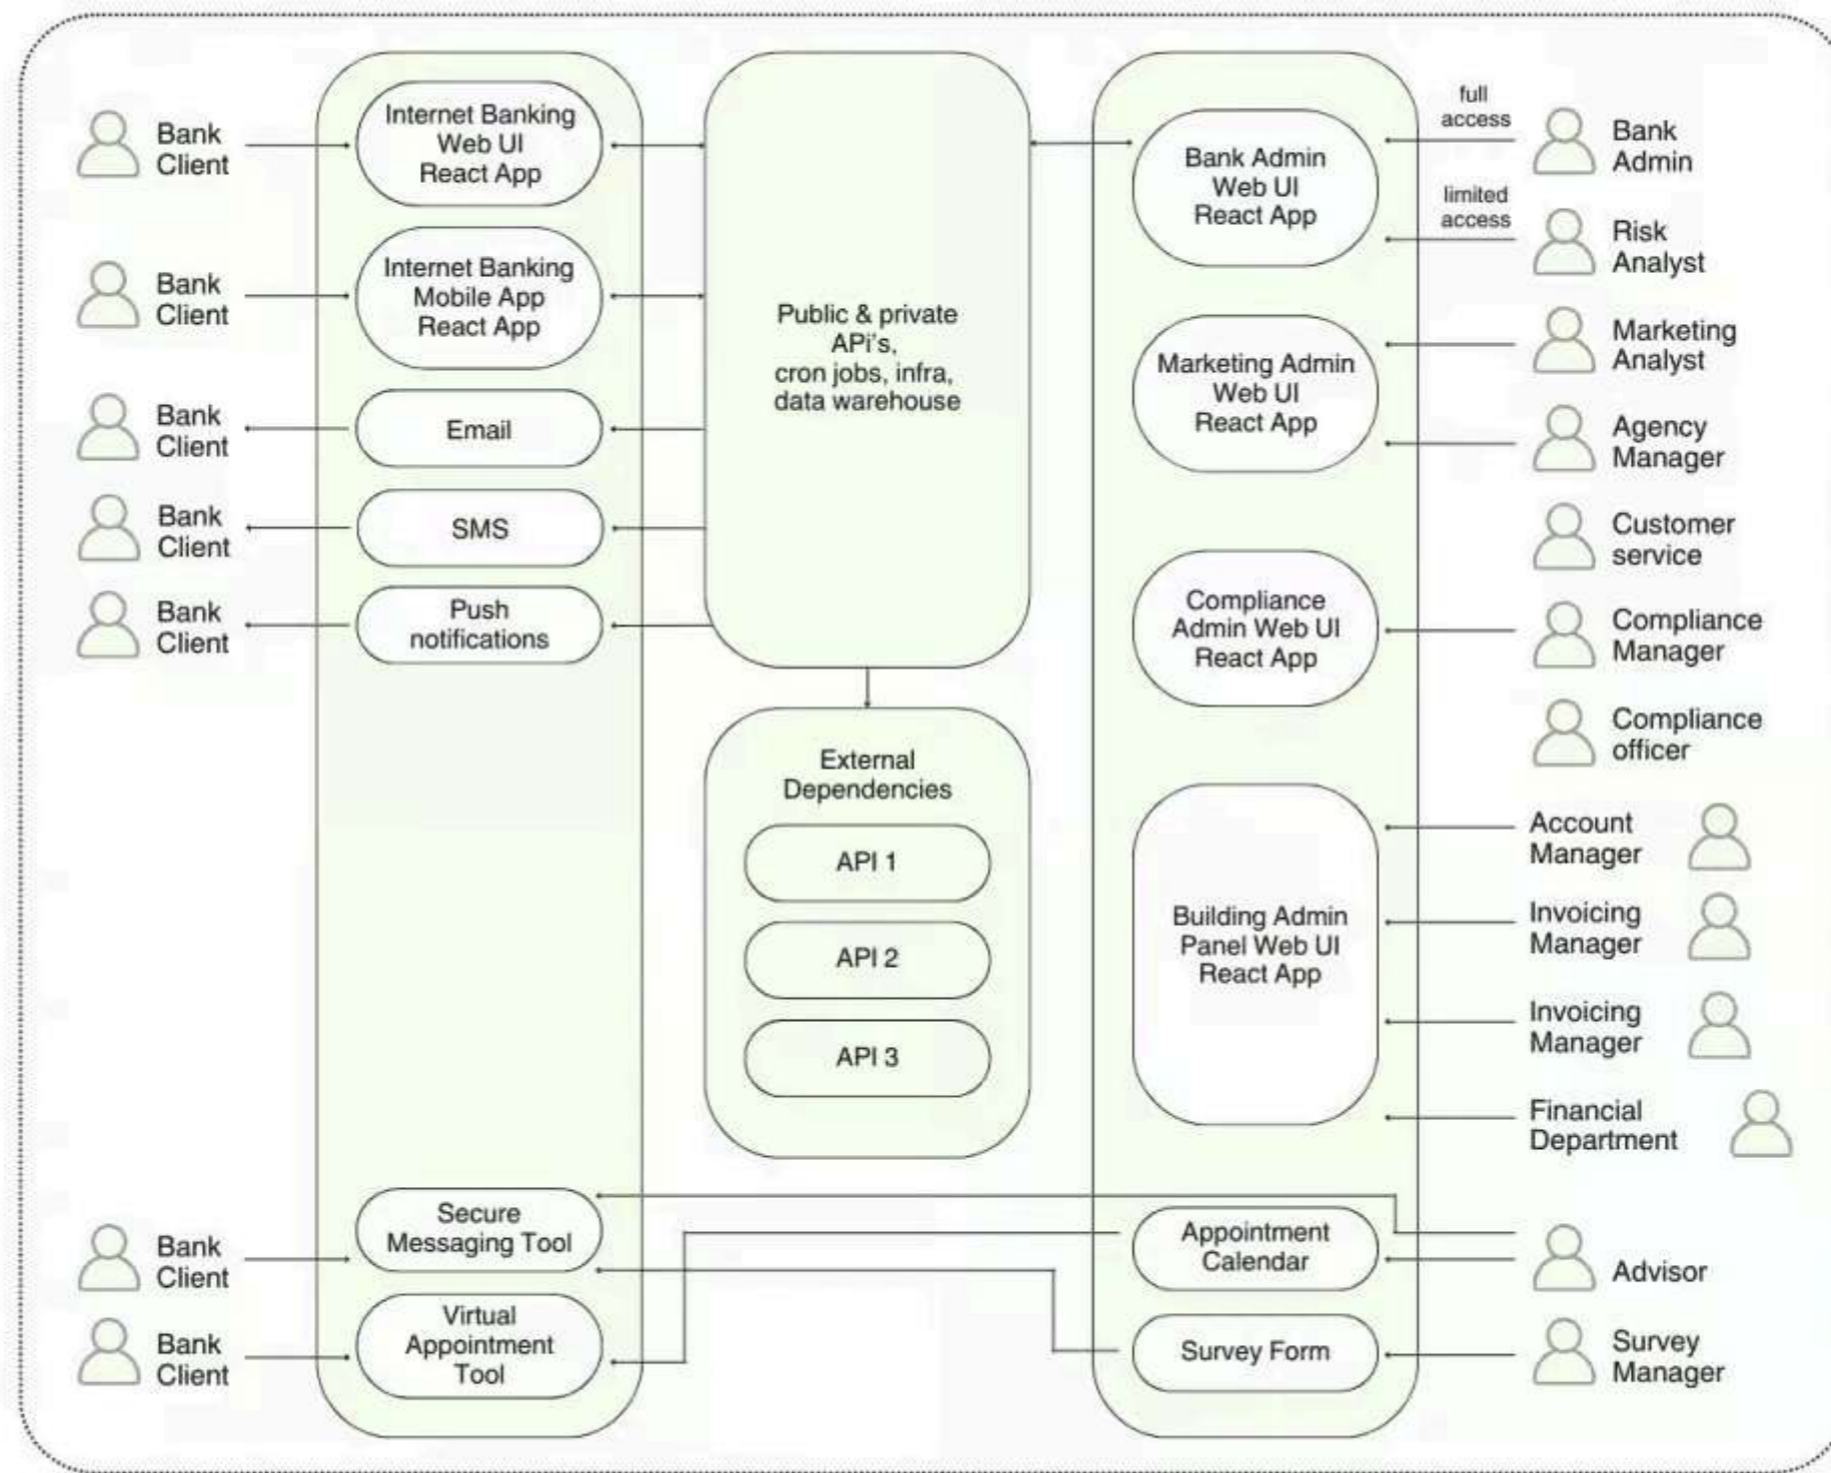 Bank
Client
Bank
Client
Bank
Client
Bank
Client
Bank
Client
Bank
Client
Bank
Client
Internet Banking
Web UI
React App
Internet Banking
Mobile App
React App
Email
SMS
Push
notifications
Secure
Messaging Tool
Virtual
Appointment
Tool
Public & private
APi's,
cron jobs, infra,
data warehouse
External
Dependencies
API 1
API 2
API 3
Bank Admin
Web UI
React App
Marketing Admin
Web UI
React App
Compliance
Admin Web UI
React App
Building Admin
Panel Web UI
React App
Appointment
Calendar
Survey Form
full
access
limited
access
Bank
Admin
Risk
Analyst
Marketing
Analyst
Agency
Manager
Customer
service
Compliance
Manager
Compliance
officer
Account
Manager
Invoicing
Manager
Invoicing
Manager
Financial
Department
Advisor
Survey
Manager